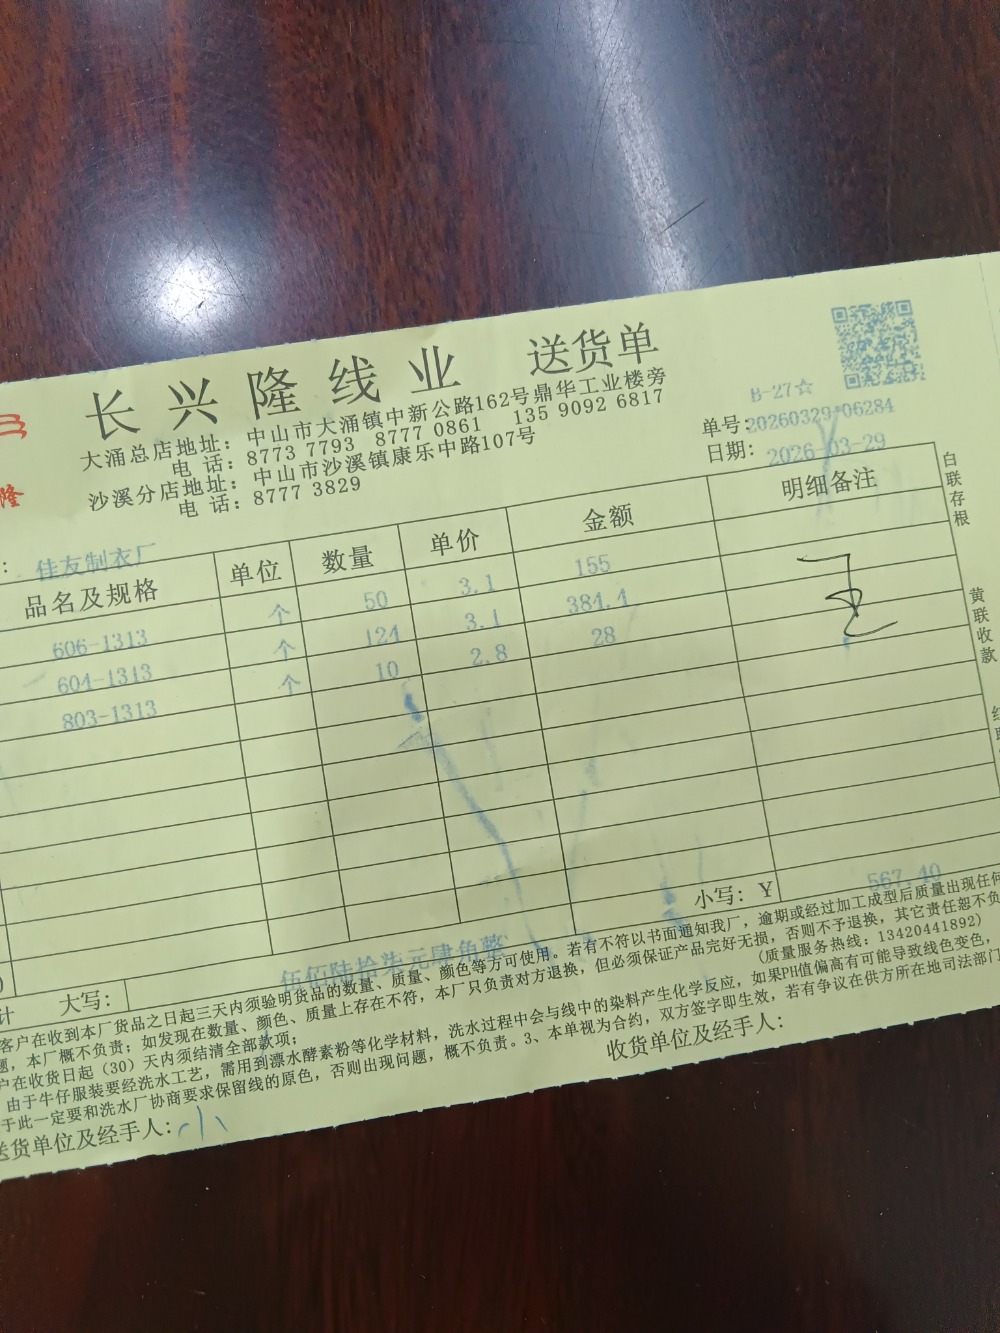 长兴隆线业 送货单
大涌总店地址：中山市大涌镇中新公路162号鼎华工业楼旁
电 话：8773 7793 8777 0861 135 9092 6817
沙溪分店地址：中山市沙溪镇康乐中路107号
电 话：8777 3829
隆
B-27☆
单号：20260329*06284
日期：2026-03-29
：佳友制衣厂
品名及规格 单位 数量 单价 金额 明细备注
606-1313 个 50 3.1 155
604-1313 个 124 3.1 384.4
803-1313 个 10 2.8 28
计 大写：伍佰陆拾柒元肆角整 小写：Y 567.40
客户在收到本厂货品之日起三天内须验明货品的数量、质量、颜色等方可使用。若有不符以书面通知我厂，逾期或经过加工成型后质量出现任何
题，本厂概不负责；如发现在数量、颜色、质量上存在不符，本厂只负责对方退换，但必须保证产品完好无损，否则不予退换，其它责任恕不负
户在收货日起（30）天内须结清全部款项； （质量服务热线：13420441892）
由于牛仔服装要经洗水工艺，需用到漂水酵素粉等化学材料，洗水过程中会与线中的染料产生化学反应，如果PH值偏高有可能导致线色变色，
于此一定要和洗水厂协商要求保留线的原色，否则出现问题，概不负责。3、本单视为合约，双方签字即生效，若有争议在供方所在地司法部门
送货单位及经手人：小 收货单位及经手人：
白联存根
黄联收款